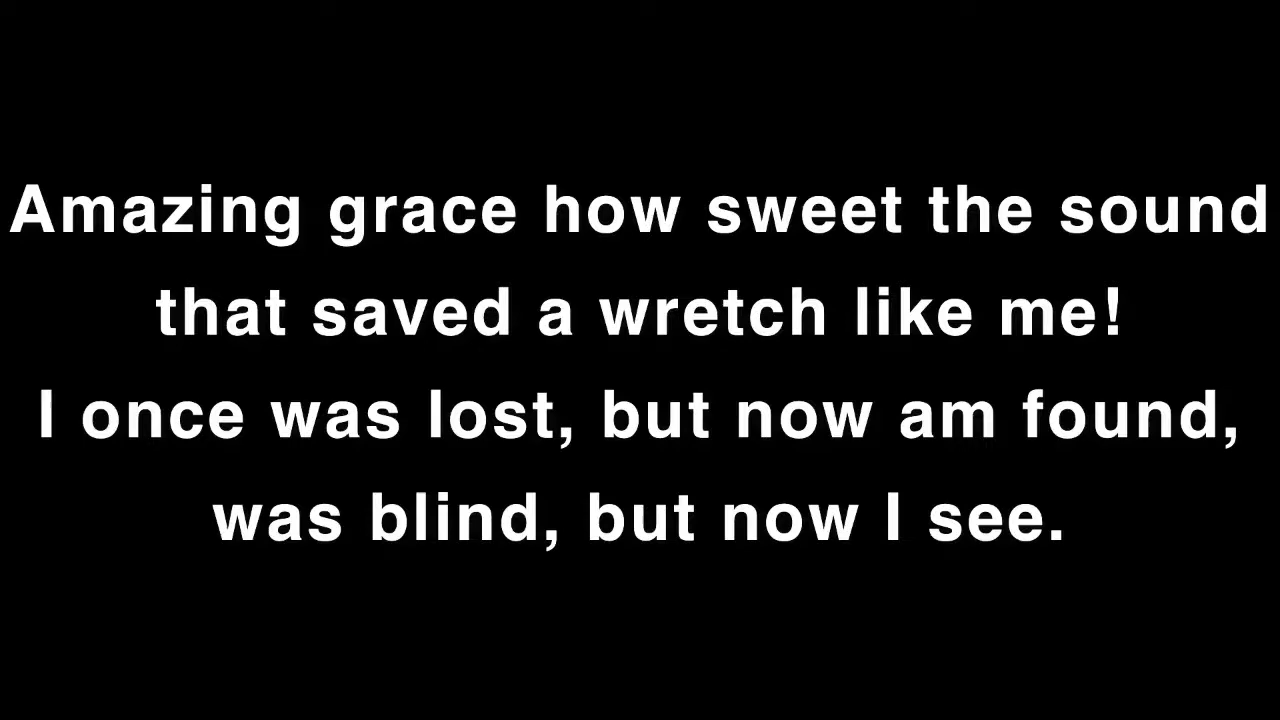 Amazing grace how sweet the sound
that saved a wretch like me!
I once was lost, but now am found,
was blind, but now I see.